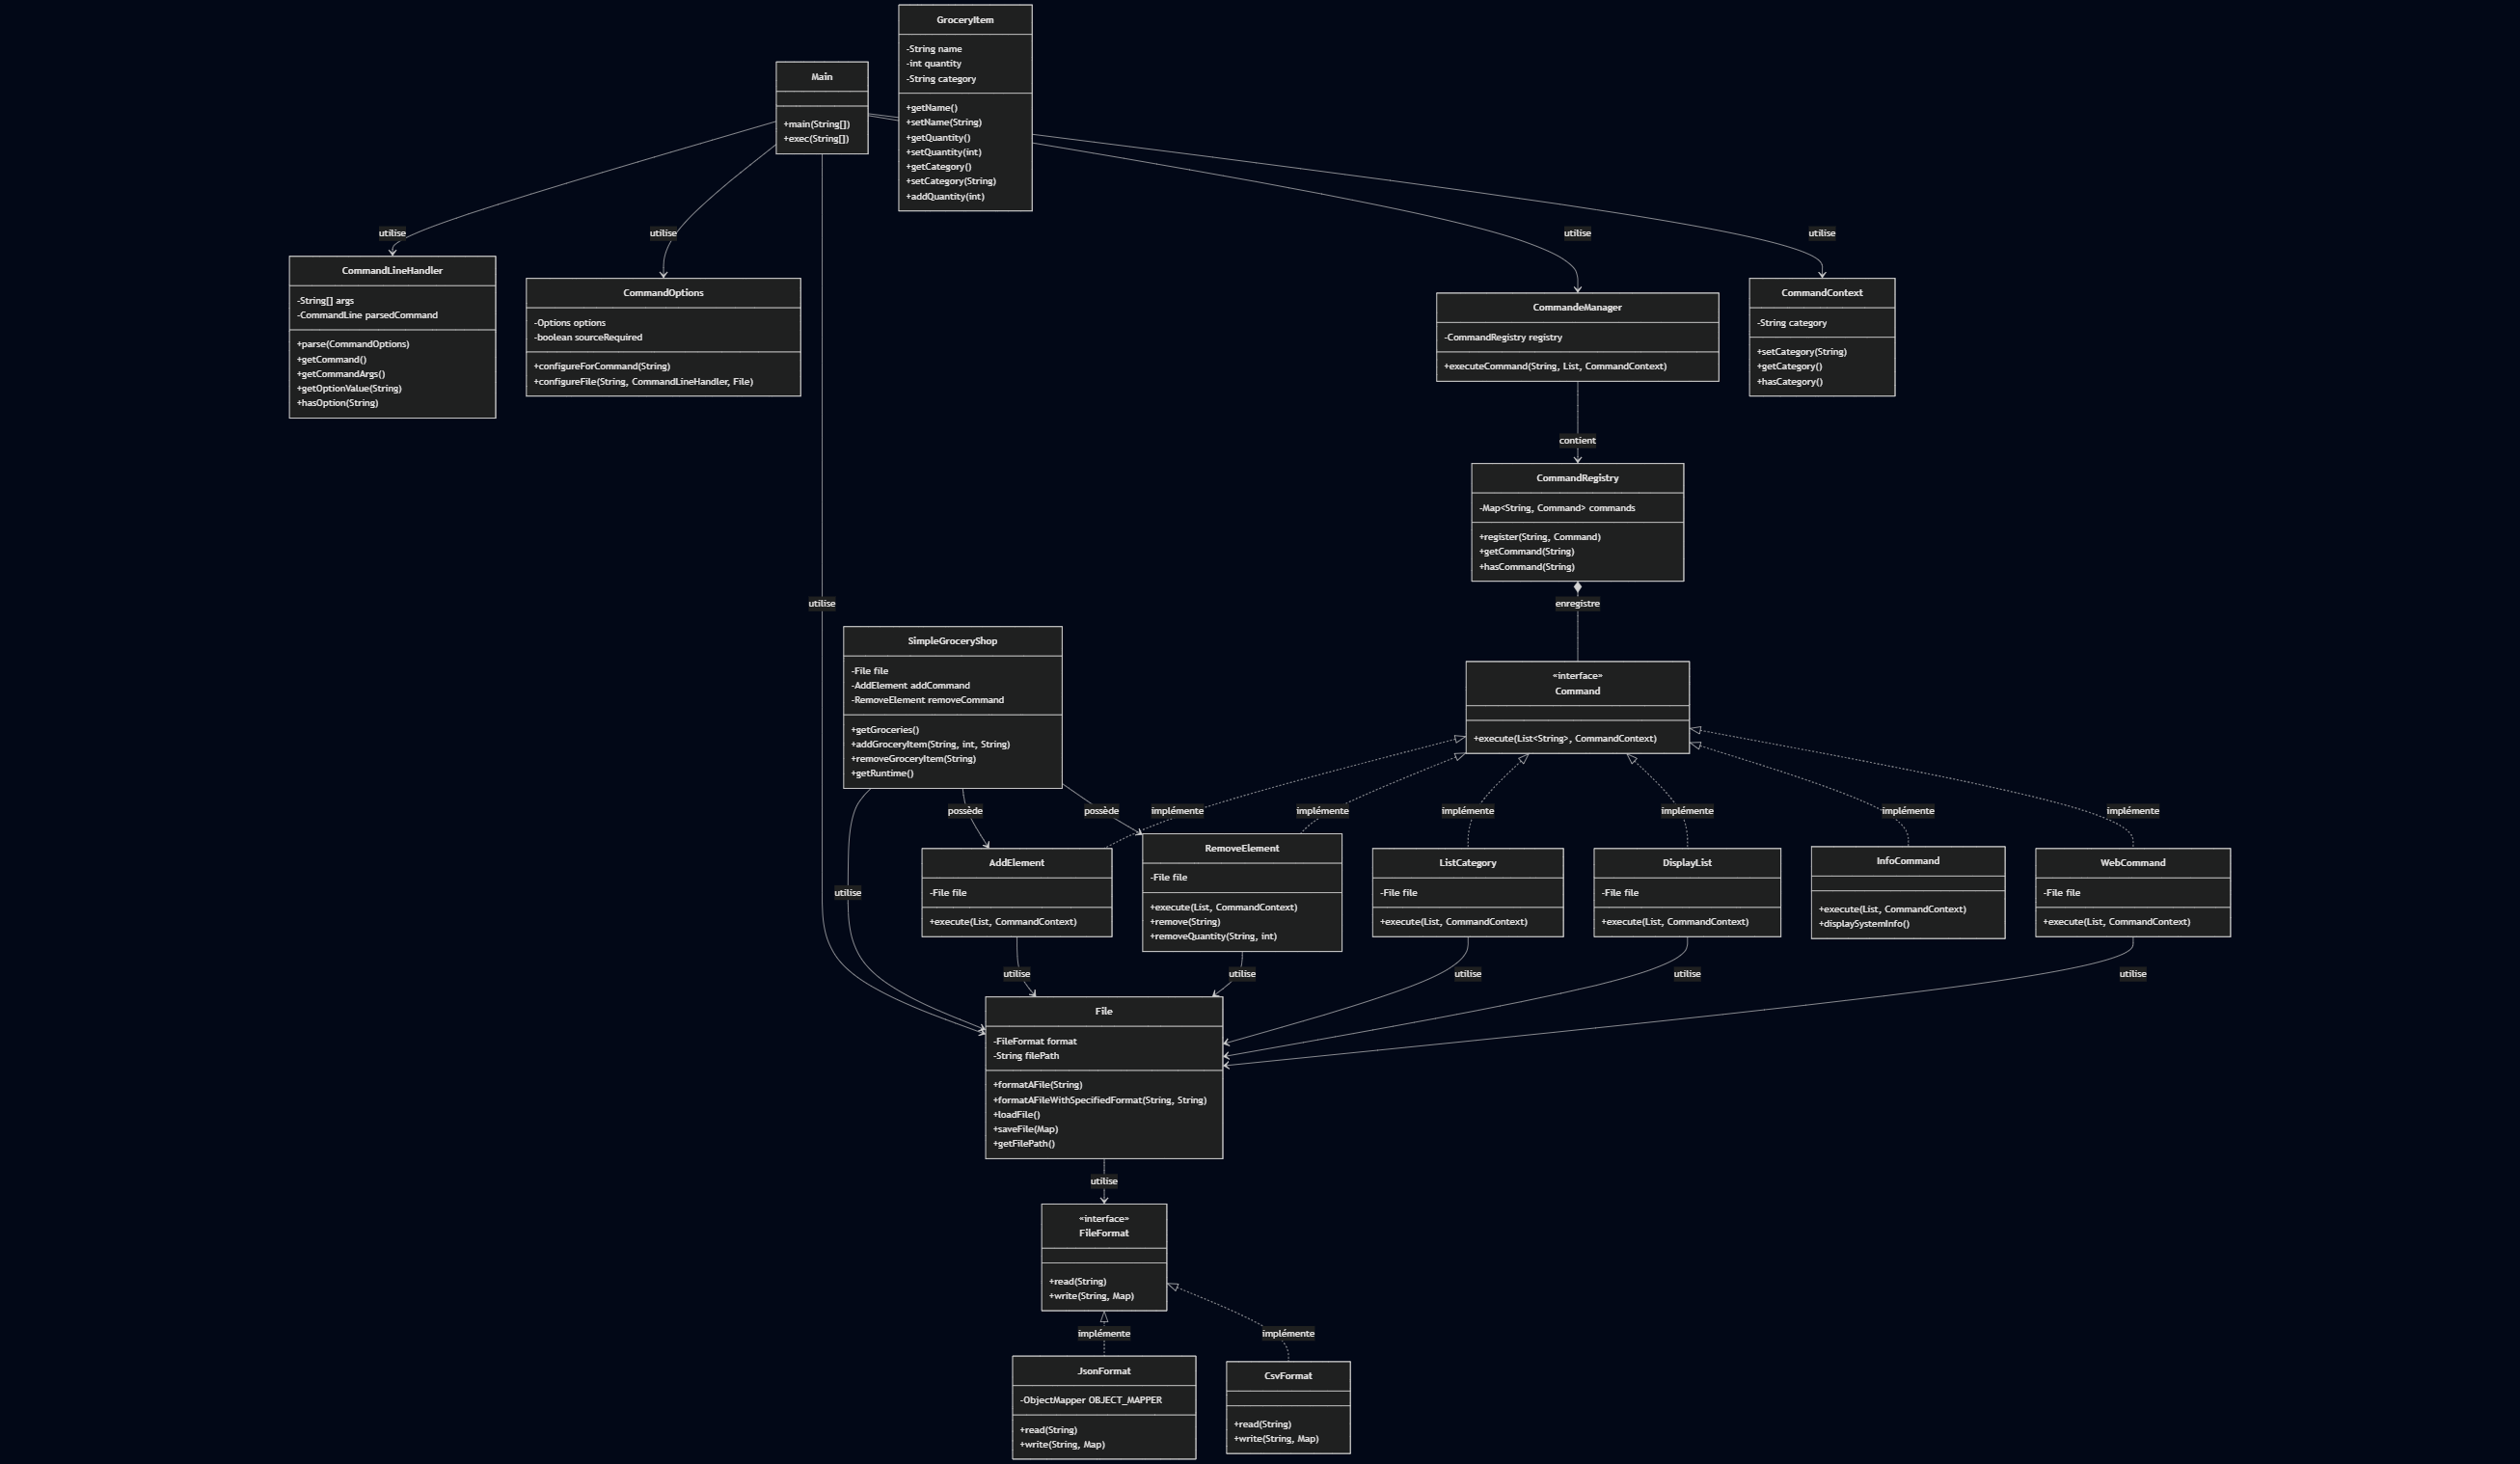 GroceryItem
-String name
-int quantity
-String category
+getName()
+setName(String)
+getQuantity()
+setQuantity(int)
+getCategory()
+setCategory(String)
+addQuantity(int)
Main
+main(String[])
+exec(String[])
utilise
utilise
utilise
utilise
CommandLineHandler
-String[] args
-CommandLine parsedCommand
+parse(CommandOptions)
+getCommand()
+getCommandArgs()
+getOptionValue(String)
+hasOption(String)
CommandOptions
-Options options
-boolean sourceRequired
+configureForCommand(String)
+configureFile(String, CommandLineHandler, File)
CommandeManager
-CommandRegistry registry
+executeCommand(String, List, CommandContext)
CommandContext
-String category
+setCategory(String)
+getCategory()
+hasCategory()
contient
CommandRegistry
-Map<String, Command> commands
+register(String, Command)
+getCommand(String)
+hasCommand(String)
utilise
enregistre
SimpleGroceryShop
-File file
-AddElement addCommand
-RemoveElement removeCommand
+getGroceries()
+addGroceryItem(String, int, String)
+removeGroceryItem(String)
+getRuntime()
«interface»
Command
+execute(List<String>, CommandContext)
possède
possède
implémente
implémente
implémente
implémente
implémente
implémente
utilise
AddElement
-File file
+execute(List, CommandContext)
RemoveElement
-File file
+execute(List, CommandContext)
+remove(String)
+removeQuantity(String, int)
ListCategory
-File file
+execute(List, CommandContext)
DisplayList
-File file
+execute(List, CommandContext)
InfoCommand
+execute(List, CommandContext)
+displaySystemInfo()
WebCommand
-File file
+execute(List, CommandContext)
utilise
utilise
utilise
utilise
utilise
File
-FileFormat format
-String filePath
+formatAFile(String)
+formatAFileWithSpecifiedFormat(String, String)
+loadFile()
+saveFile(Map)
+getFilePath()
utilise
«interface»
FileFormat
+read(String)
+write(String, Map)
implémente
implémente
JsonFormat
-ObjectMapper OBJECT_MAPPER
+read(String)
+write(String, Map)
CsvFormat
+read(String)
+write(String, Map)